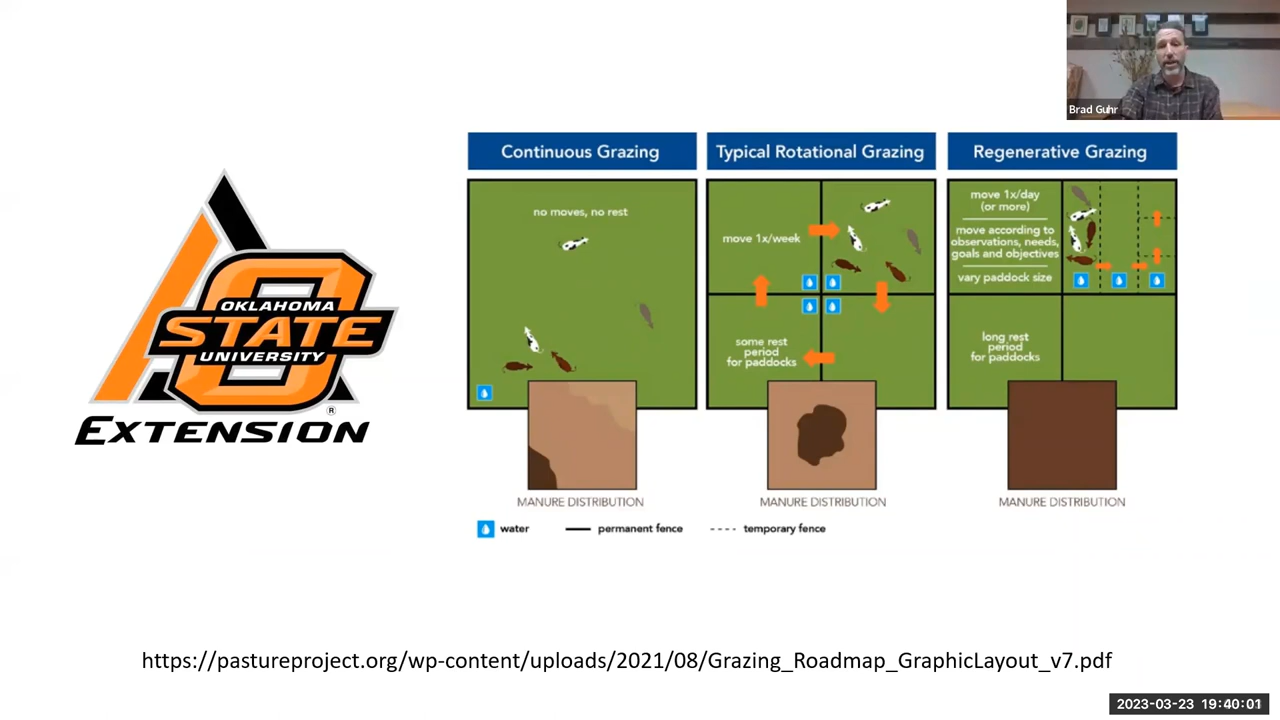 Brad Guhr
OKLAHOMA
STATE
UNIVERSITY
®
EXTENSION
Continuous Grazing
no moves, no rest
MANURE DISTRIBUTION
Typical Rotational Grazing
move 1x/week
some rest
period
for paddocks
MANURE DISTRIBUTION
Regenerative Grazing
move 1x/day
(or more)
move according to
observations, needs,
goals and objectives
vary paddock size
long rest
period
for paddocks
MANURE DISTRIBUTION
water
permanent fence
temporary fence
https://pastureproject.org/wp-content/uploads/2021/08/Grazing_Roadmap_GraphicLayout_v7.pdf
2023-03-23 19:40:01